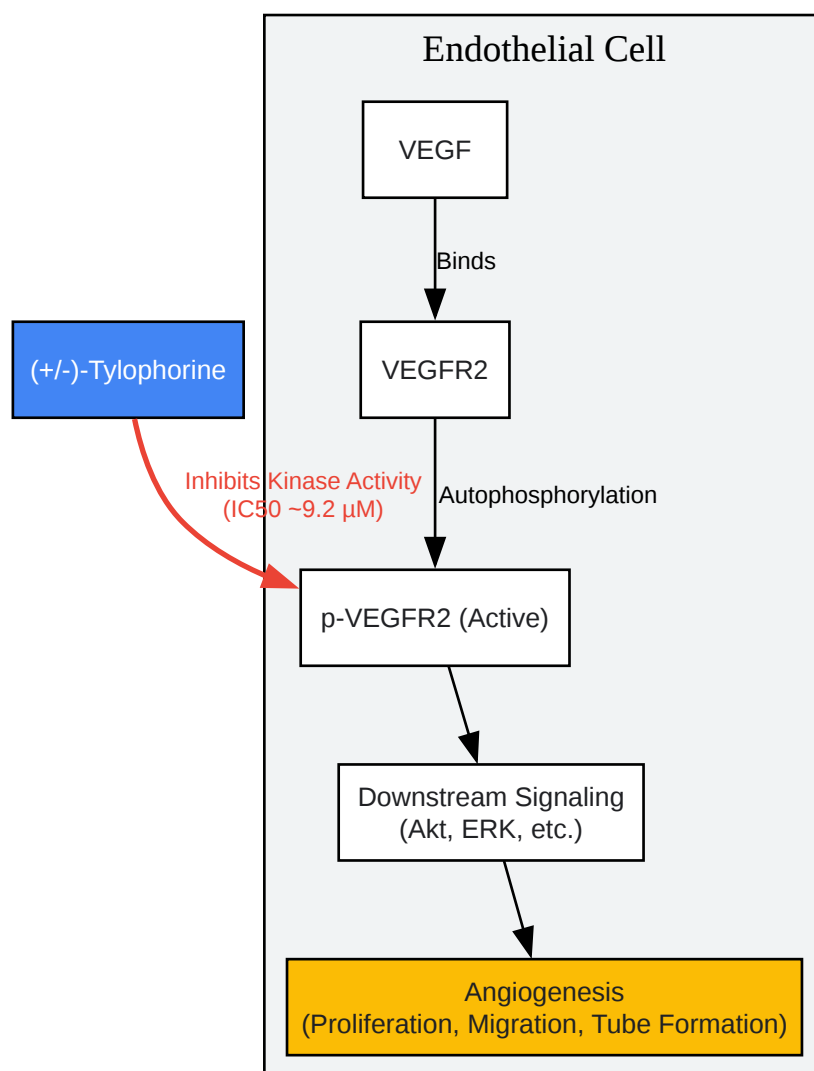 Endothelial Cell
VEGF
Binds
(+/-)-Tylophorine
VEGFR2
Inhibits Kinase Activity
(IC50 ~9.2 µM)
Autophosphorylation
p-VEGFR2 (Active)
Downstream Signaling
(Akt, ERK, etc.)
Angiogenesis
(Proliferation, Migration, Tube Formation)